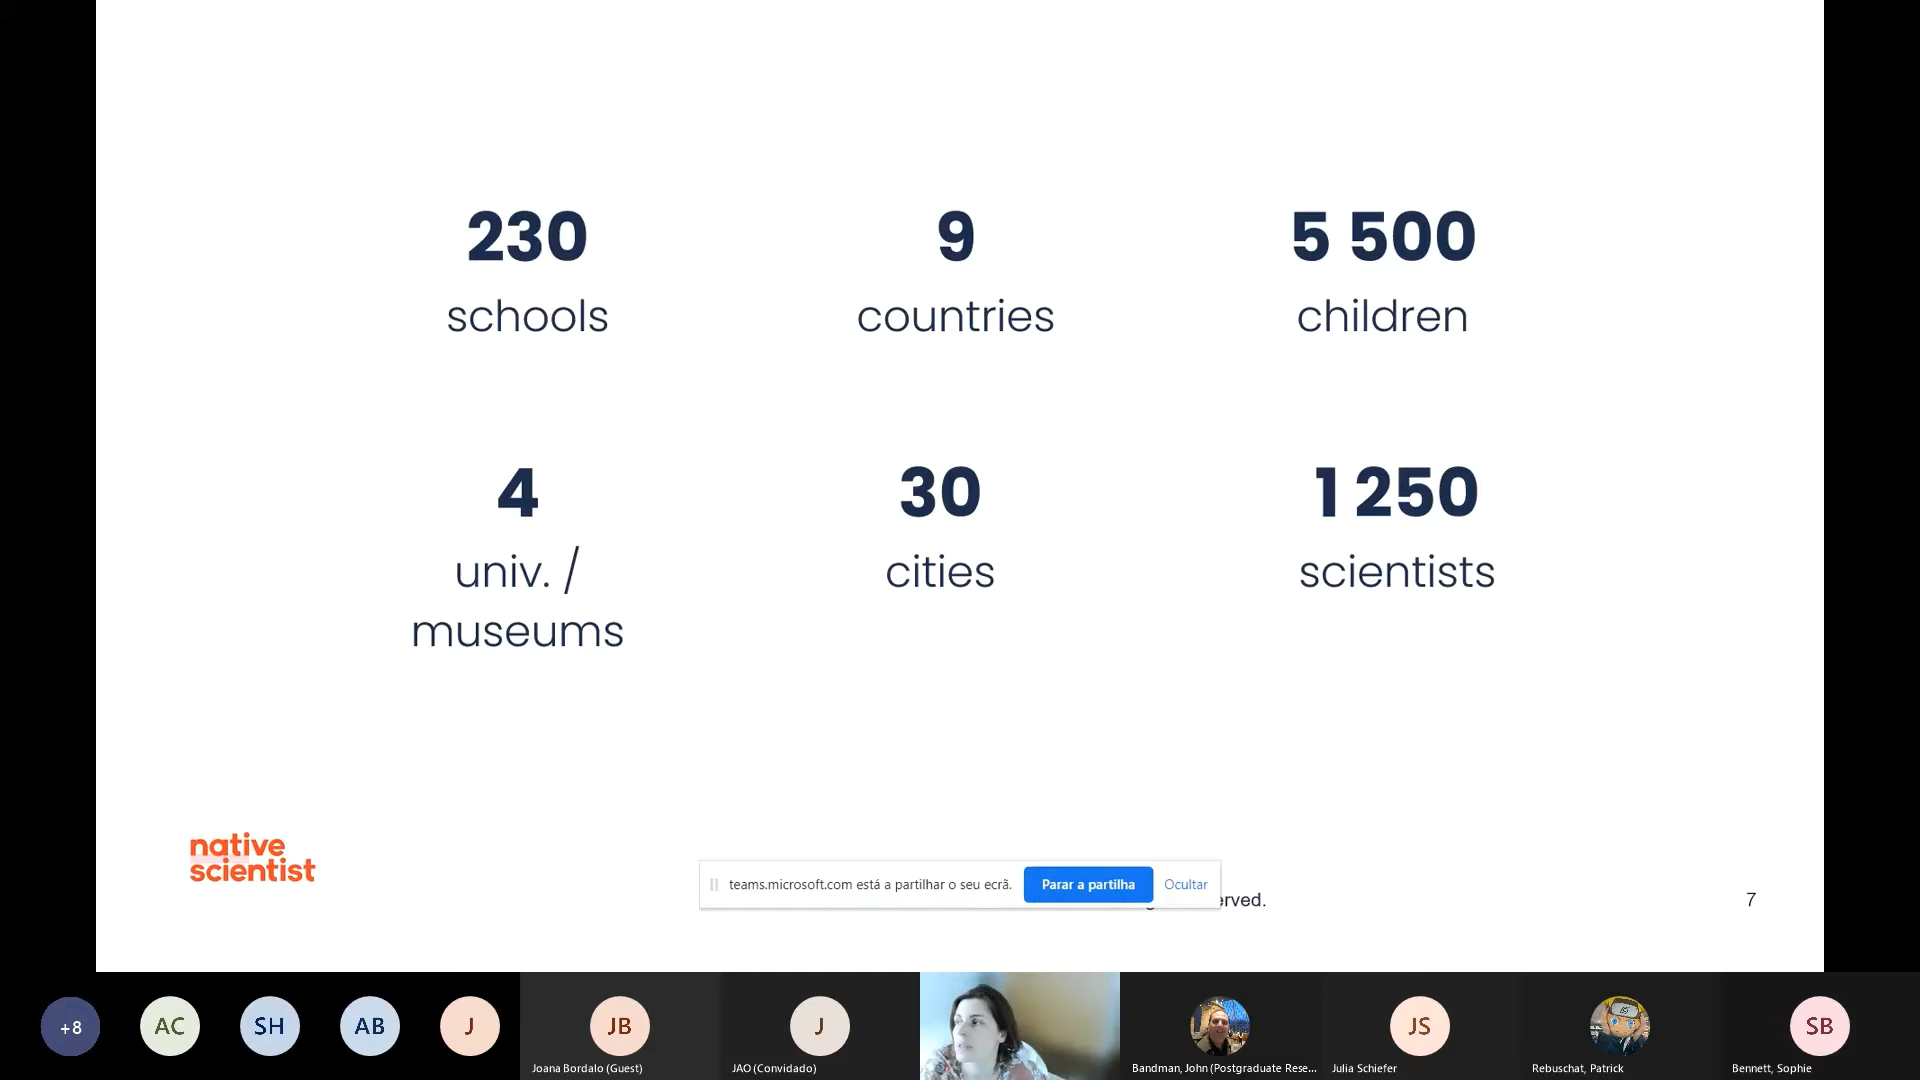 230
schools
9
countries
5 500
children
4
univ. /
museums
30
cities
1 250
scientists
native
scientist
teams.microsoft.com está a partilhar o seu ecrã.
Parar a partilha
Ocultar
7
+8
AC
SH
AB
J
JB
J
JS
SB
Joana Bordalo (Guest)
JAO (Convidado)
Bandman, John (Postgraduate Rese...
Julia Schiefer
Rebuschat, Patrick
Bennett, Sophie